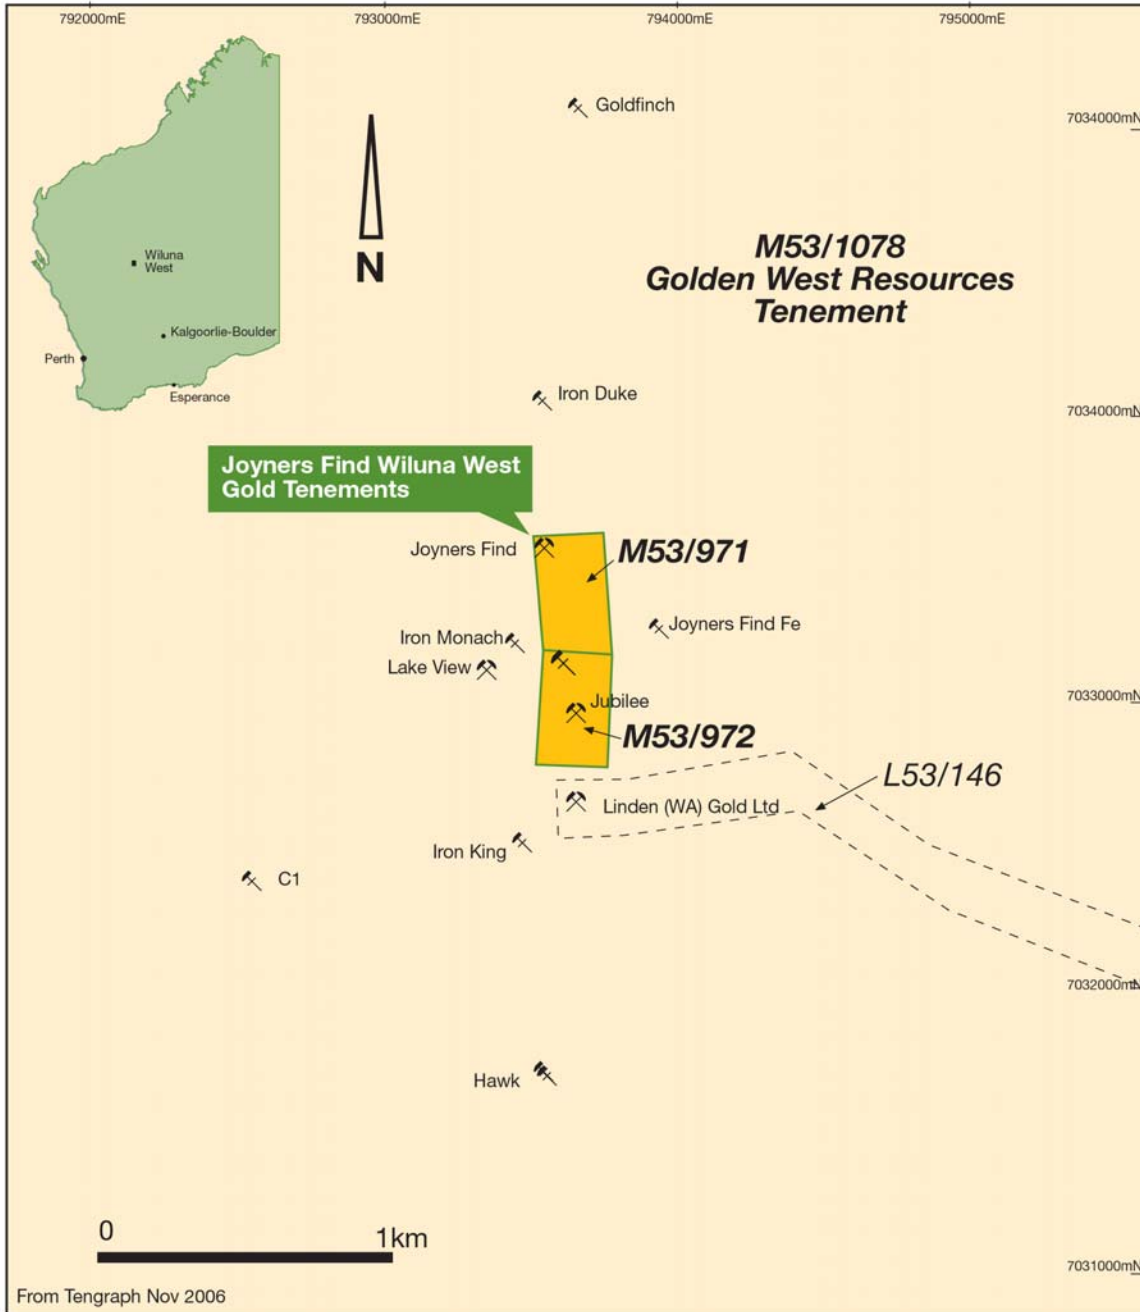 792000mE
793000mE
794000mE
795000mE
Goldfinch
7034000mN
M53/1078
Golden West Resources
Tenement
Wiluna
West
N
Kalgoorlie-Boulder
Perth
Esperance
Iron Duke
7034000mN
Joyners Find Wiluna West
Gold Tenements
Joyners Find
M53/971
Joyners Find Fe
Iron Monach
Lake View
Jubilee
7033000mN
M53/972
L53/146
Linden (WA) Gold Ltd
Iron King
C1
7032000mN
Hawk
0
1km
7031000mN
From Tengraph Nov 2006